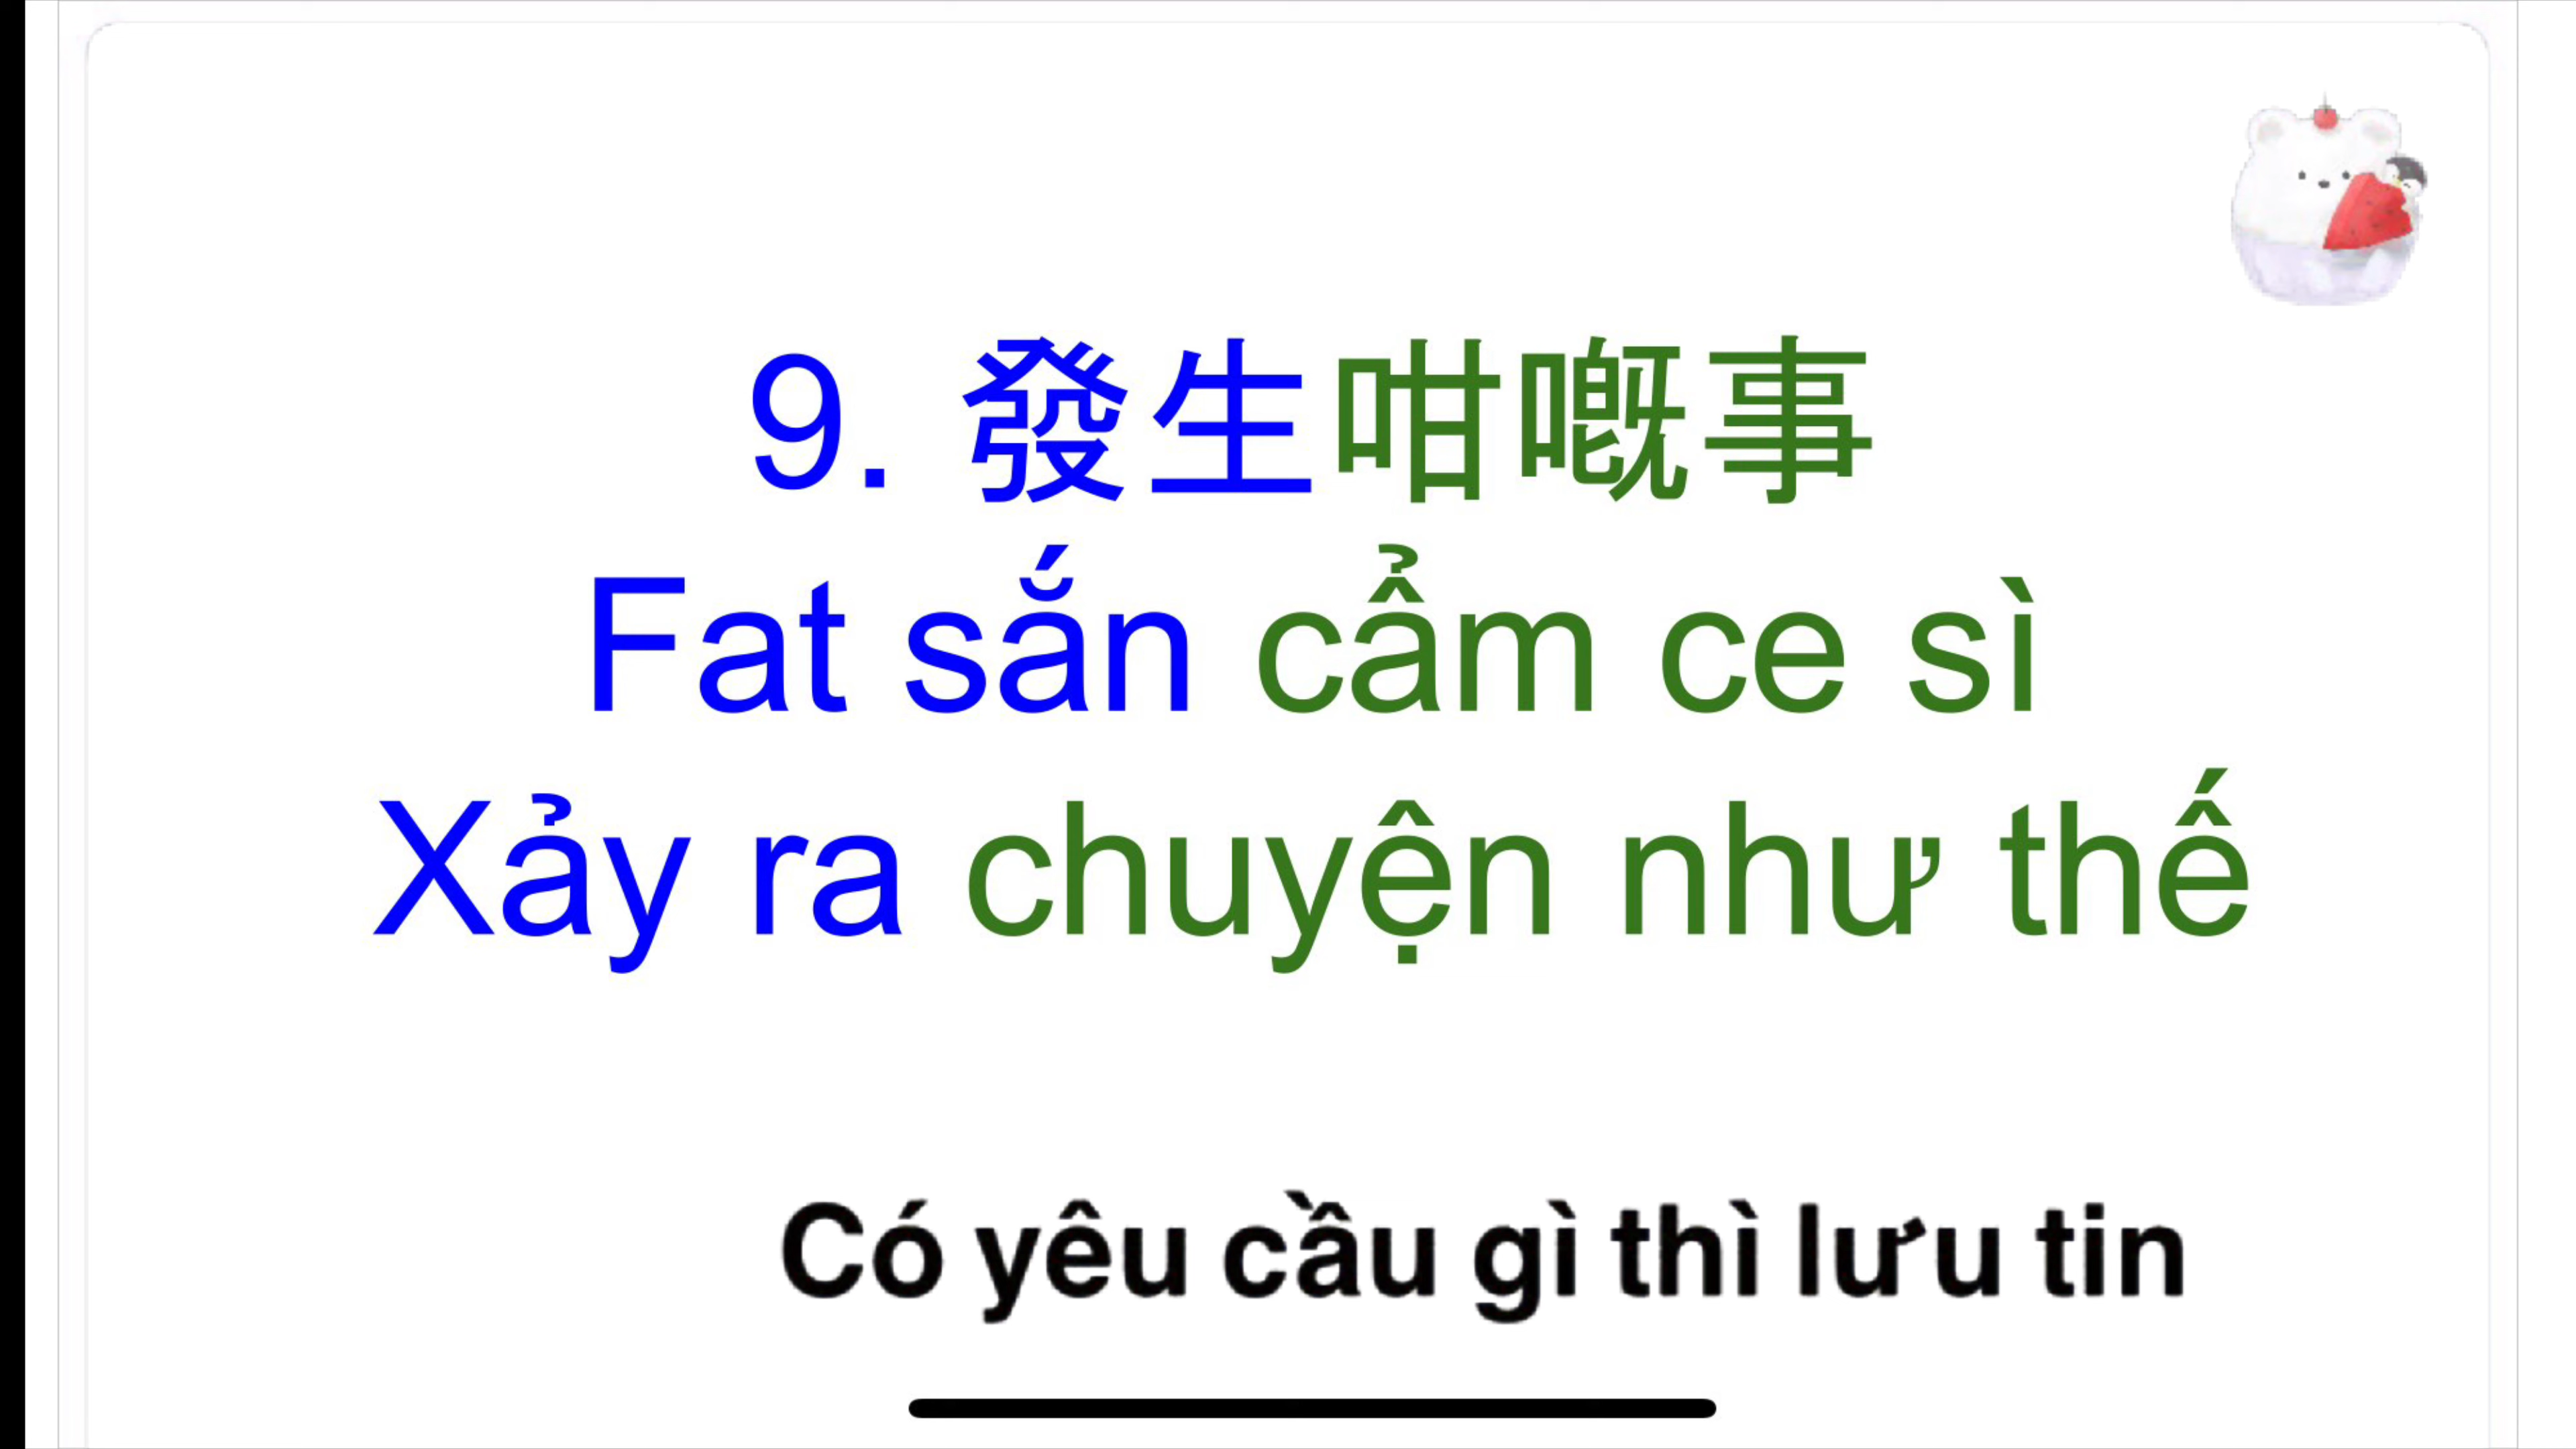 9. 發生咁嘅事
Fat sắn cẩm ce sì
Xảy ra chuyện như thế
Có yêu cầu gì thì lưu tin